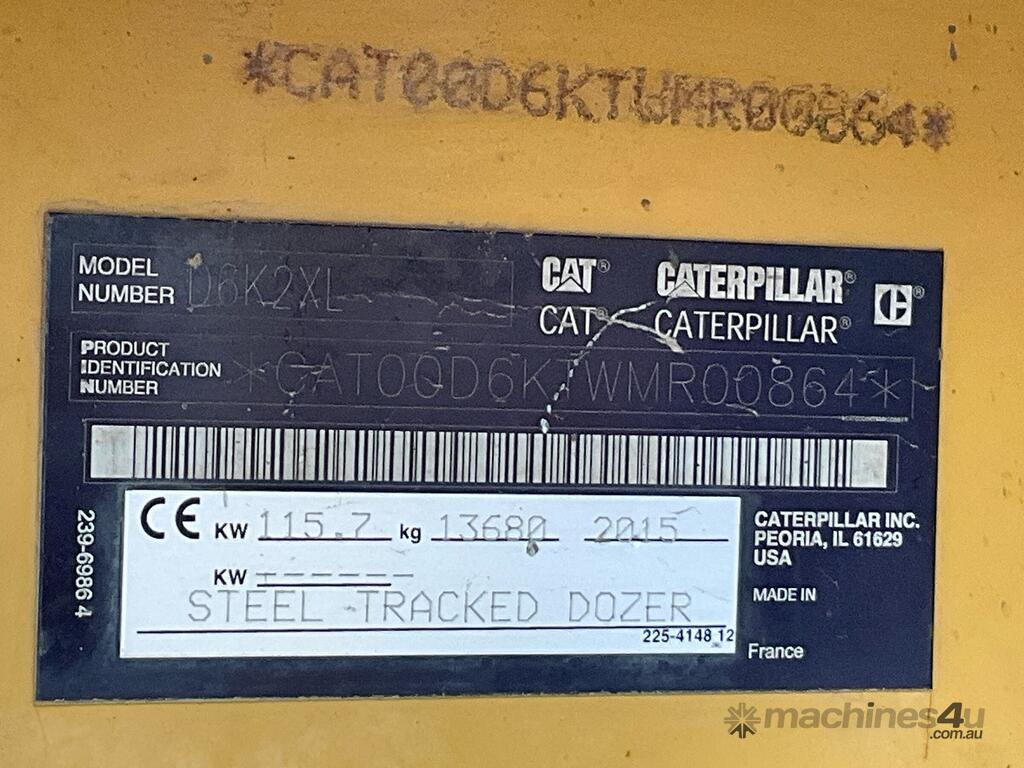 *CAT00D6KTWMR00864*
MODEL NUMBER D6K2XL
CAT® CATERPILLAR®
CAT® CATERPILLAR®
PRODUCT IDENTIFICATION NUMBER *CAT00D6KTWMR00864*
CE KW 115.7 kg 13680 2015
KW -------
STEEL TRACKED DOZER
225-4148 12
239-6986 4
CATERPILLAR INC.
PEORIA, IL 61629
USA
MADE IN
France
machines4u
.com.au